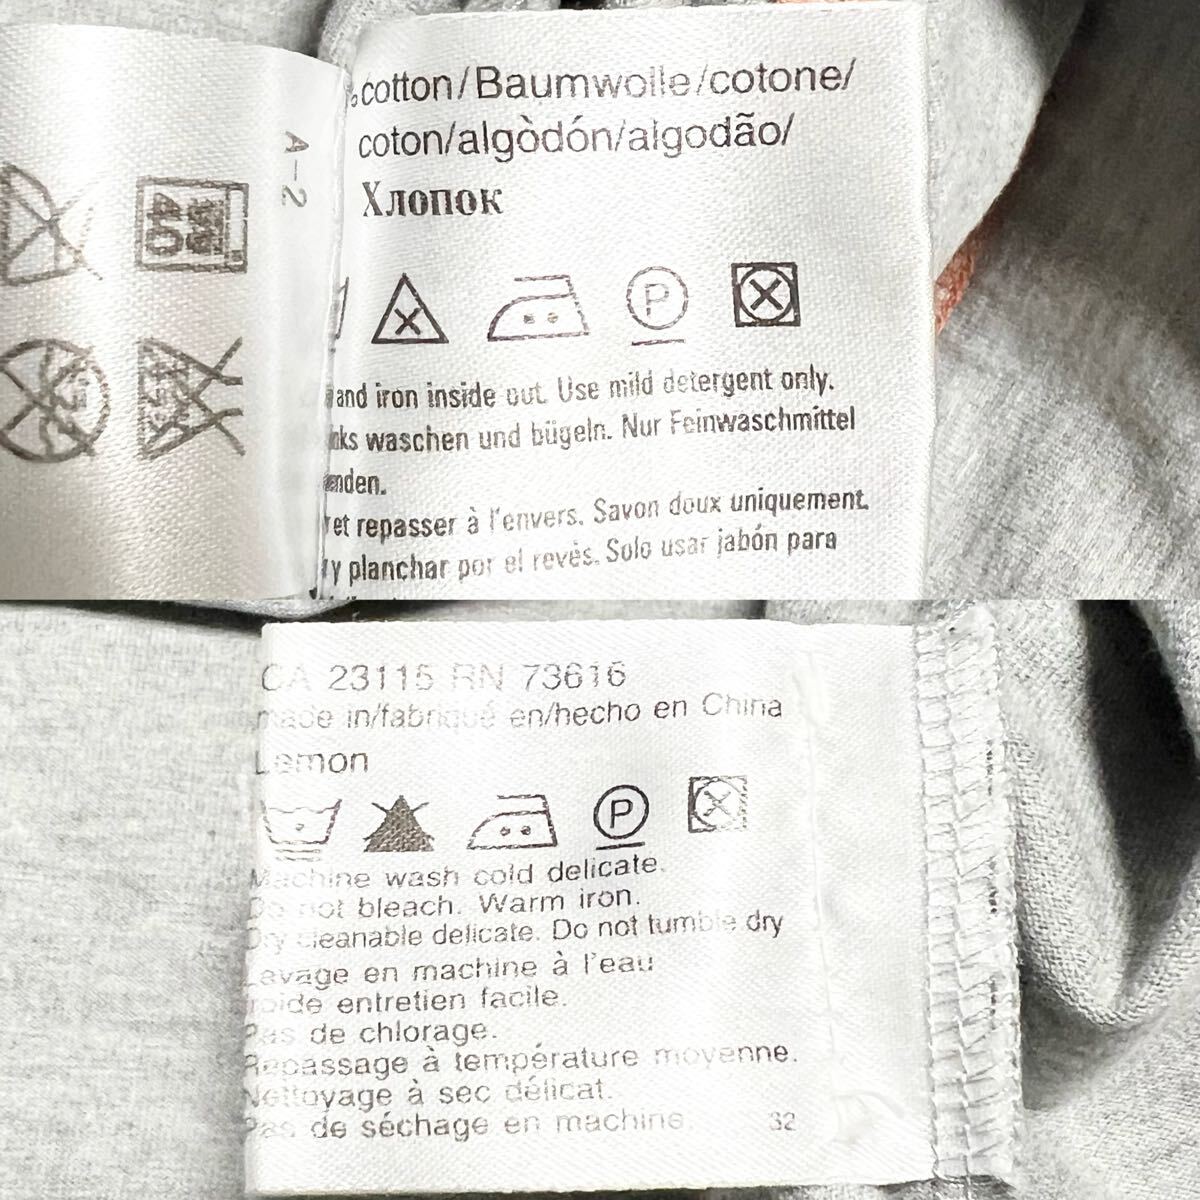 A-2
cotton/Baumwolle/cotone/
coton/algòdón/algodão/
Хлопок
P
and iron inside out. Use mild detergent only.
waschen und bügeln. Nur Feinwaschmittel
et repasser à l'envers. Savon doux uniquement.
y planchar por el revés. Solo usar jabón para
CA 23115 RN 73616
made in/fabriqué en/hecho en China
Lemon
P
Machine wash cold delicate.
Do not bleach. Warm iron.
Dry cleanable delicate. Do not tumble dry
Lavage en machine à l'eau
froide entretien facile.
Pas de chlorage.
Repassage à température moyenne.
Nettoyage à sec délicat.
Pas de séchage en machine.
32